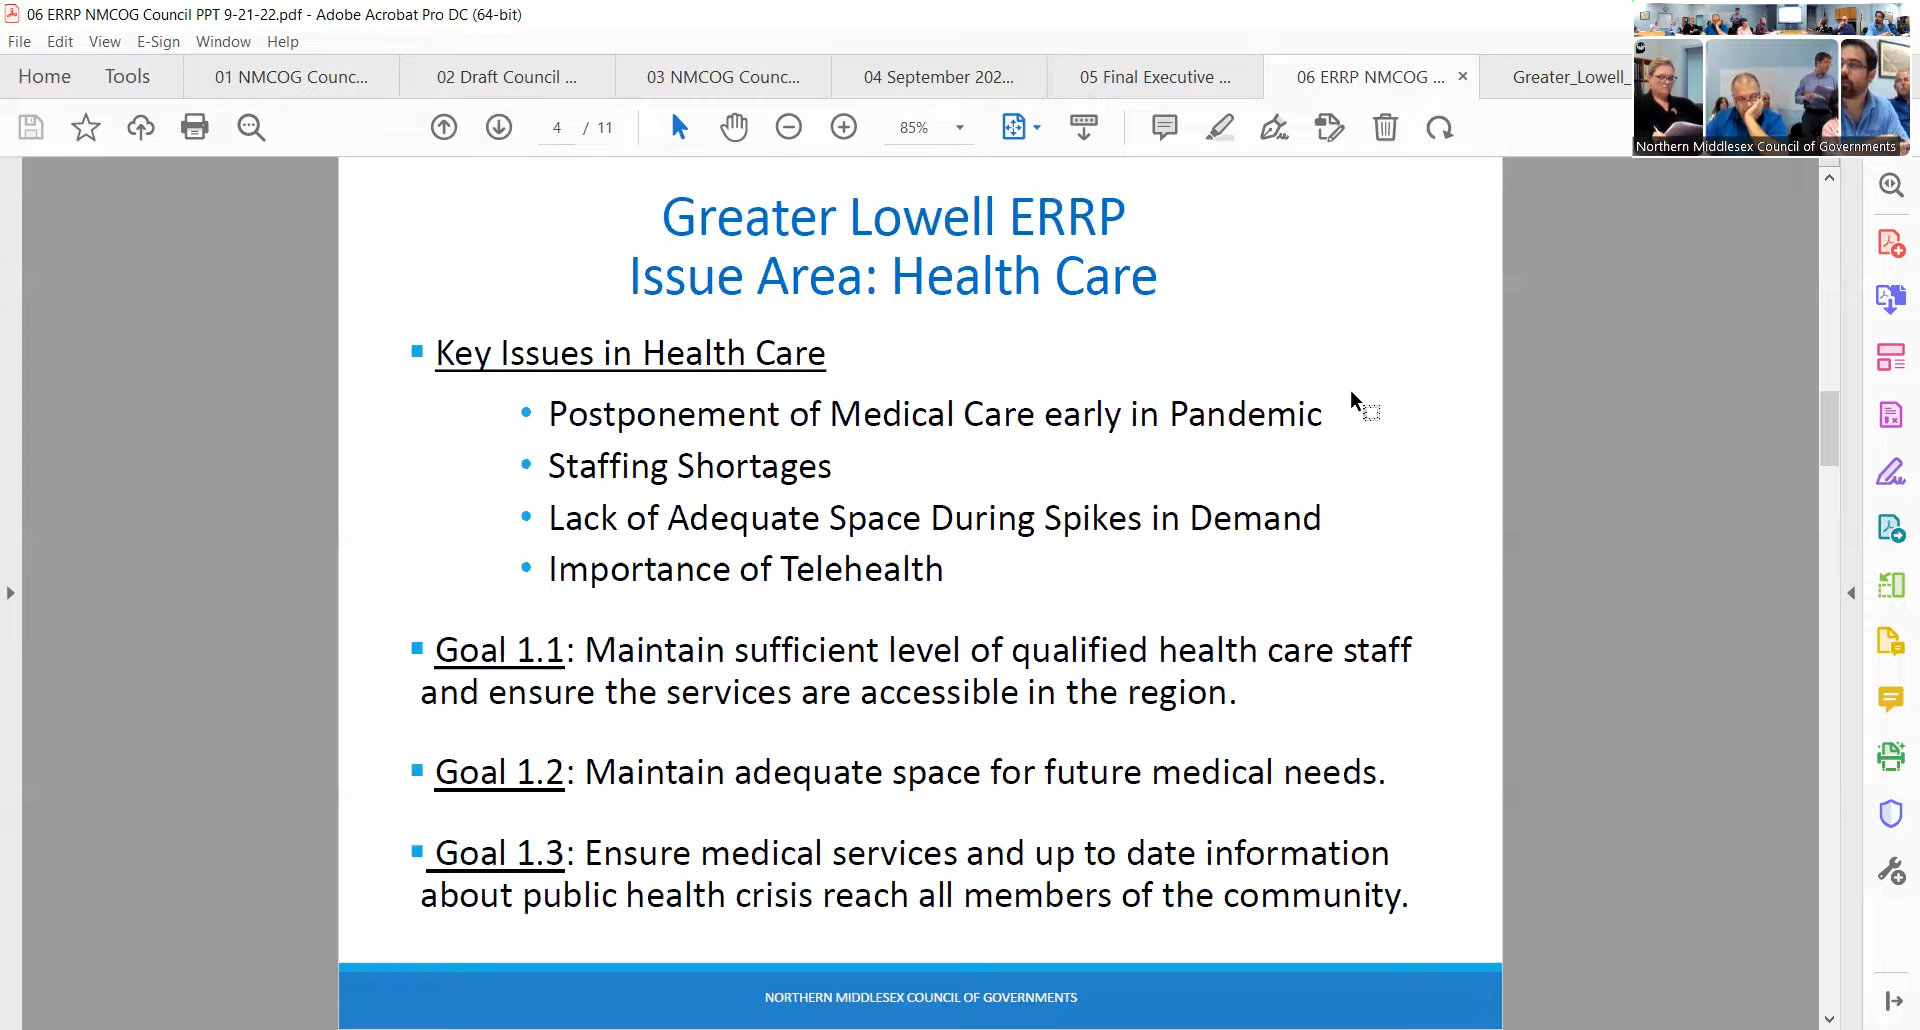 06 ERRP NMCOG Council PPT 9-21-22.pdf - Adobe Acrobat Pro DC (64-bit)
File Edit View E-Sign Window Help
Home Tools 01 NMCOG Counc... 02 Draft Council ... 03 NMCOG Counc... 04 September 202... 05 Final Executive ... 06 ERRP NMCOG ... × Greater_Lowell_
4 / 11 85%
Northern Middlesex Council of Governments
Greater Lowell ERRP
Issue Area: Health Care
Key Issues in Health Care
Postponement of Medical Care early in Pandemic
Staffing Shortages
Lack of Adequate Space During Spikes in Demand
Importance of Telehealth
Goal 1.1: Maintain sufficient level of qualified health care staff
and ensure the services are accessible in the region.
Goal 1.2: Maintain adequate space for future medical needs.
Goal 1.3: Ensure medical services and up to date information
about public health crisis reach all members of the community.
NORTHERN MIDDLESEX COUNCIL OF GOVERNMENTS